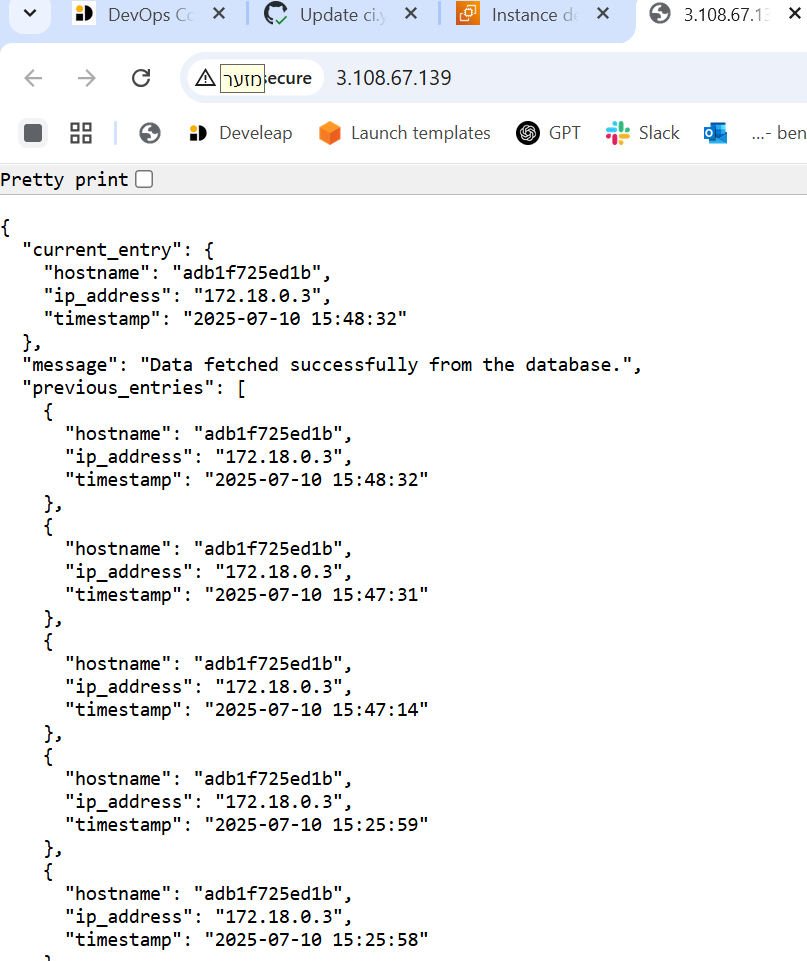 DevOps Co
Update ci.y
Instance de
3.108.67.13
מזער
ecure
3.108.67.139
Develeap
Launch templates
GPT
Slack
...- ben
Pretty print
{
"current_entry": {
"hostname": "adb1f725ed1b",
"ip_address": "172.18.0.3",
"timestamp": "2025-07-10 15:48:32"
},
"message": "Data fetched successfully from the database.",
"previous_entries": [
{
"hostname": "adb1f725ed1b",
"ip_address": "172.18.0.3",
"timestamp": "2025-07-10 15:48:32"
},
{
"hostname": "adb1f725ed1b",
"ip_address": "172.18.0.3",
"timestamp": "2025-07-10 15:47:31"
},
{
"hostname": "adb1f725ed1b",
"ip_address": "172.18.0.3",
"timestamp": "2025-07-10 15:47:14"
},
{
"hostname": "adb1f725ed1b",
"ip_address": "172.18.0.3",
"timestamp": "2025-07-10 15:25:59"
},
{
"hostname": "adb1f725ed1b",
"ip_address": "172.18.0.3",
"timestamp": "2025-07-10 15:25:58"